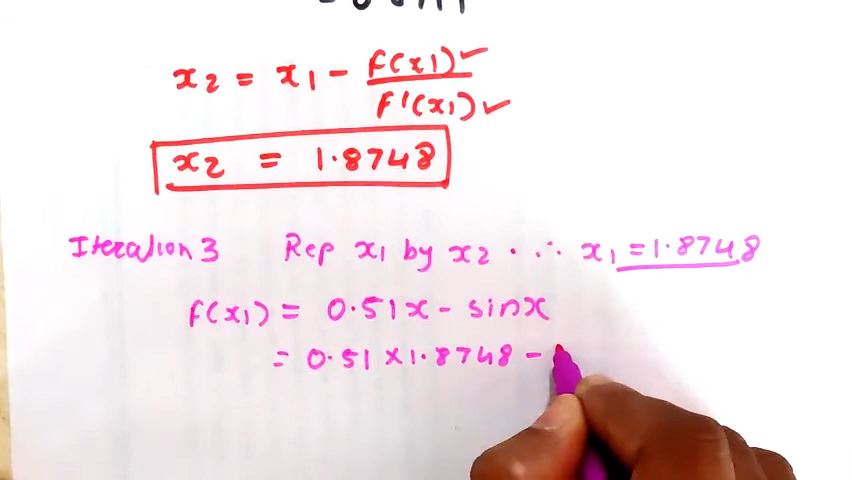 x2 = x1 - f(x1) ✓ / f'(x1) ✓
x2 = 1.8748
Iteration 3 Rep x1 by x2 . ∴ x1 = 1.8748
f(x1) = 0.51x - sinx
= 0.51 × 1.8748 -